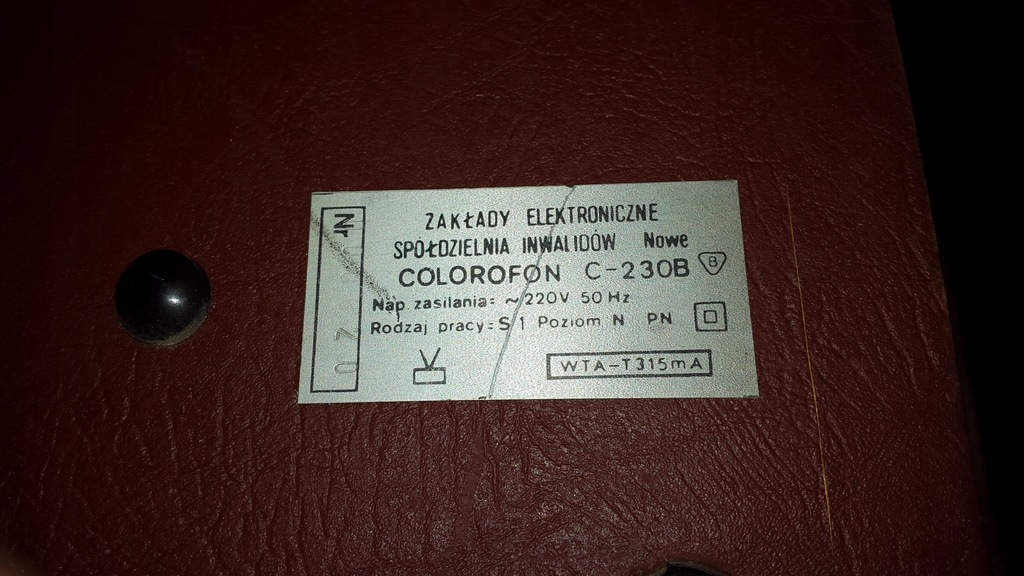 Nr
ZAKŁADY ELEKTRONICZNE
SPÓŁDZIELNIA INWALIDÓW Nowe
COLOROFON C-230B B
Nap. zasilania: ~220V 50Hz
Rodzaj pracy: S1 Poziom N PN
WTA-T315mA